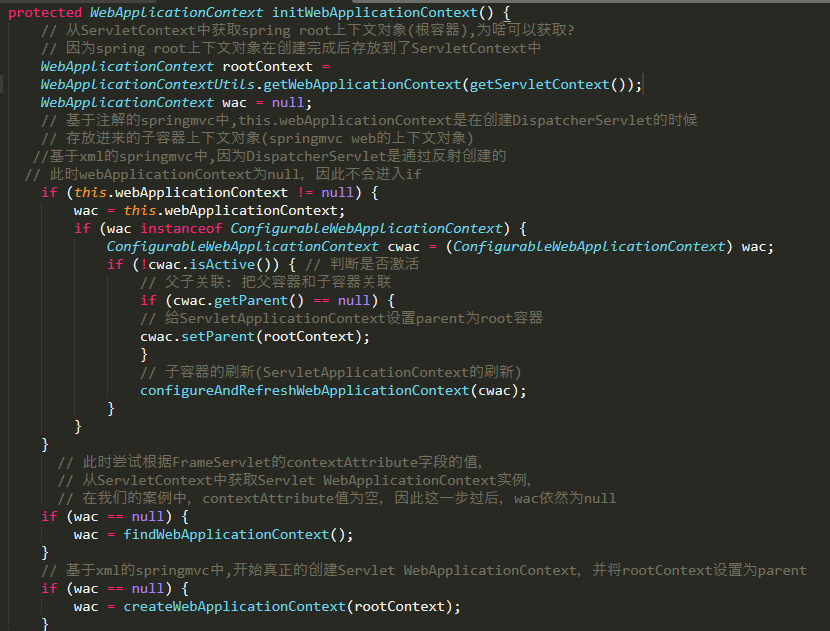 protected WebApplicationContext initWebApplicationContext() {
// 从ServletContext中获取spring root上下文对象(根容器),为啥可以获取?
// 因为spring root上下文对象在创建完成后存放到了ServletContext中
WebApplicationContext rootContext =
WebApplicationContextUtils.getWebApplicationContext(getServletContext());
WebApplicationContext wac = null;
// 基于注解的springmvc中,this.webApplicationContext是在创建DispatcherServlet的时候
// 存放进来的子容器上下文对象(springmvc web的上下文对象)
//基于xml的springmvc中,因为DispatcherServlet是通过反射创建的
// 此时webApplicationContext为null，因此不会进入if
if (this.webApplicationContext != null) {
wac = this.webApplicationContext;
if (wac instanceof ConfigurableWebApplicationContext) {
ConfigurableWebApplicationContext cwac = (ConfigurableWebApplicationContext) wac;
if (!cwac.isActive()) { // 判断是否激活
// 父子关联: 把父容器和子容器关联
if (cwac.getParent() == null) {
// 给ServletApplicationContext设置parent为root容器
cwac.setParent(rootContext);
}
// 子容器的刷新(ServletApplicationContext的刷新)
configureAndRefreshWebApplicationContext(cwac);
}
}
}
// 此时尝试根据FrameServlet的contextAttribute字段的值，
// 从ServletContext中获取Servlet WebApplicationContext实例，
// 在我们的案例中，contextAttribute值为空，因此这一步过后，wac依然为null
if (wac == null) {
wac = findWebApplicationContext();
}
// 基于xml的springmvc中,开始真正的创建Servlet WebApplicationContext，并将rootContext设置为parent
if (wac == null) {
wac = createWebApplicationContext(rootContext);
}